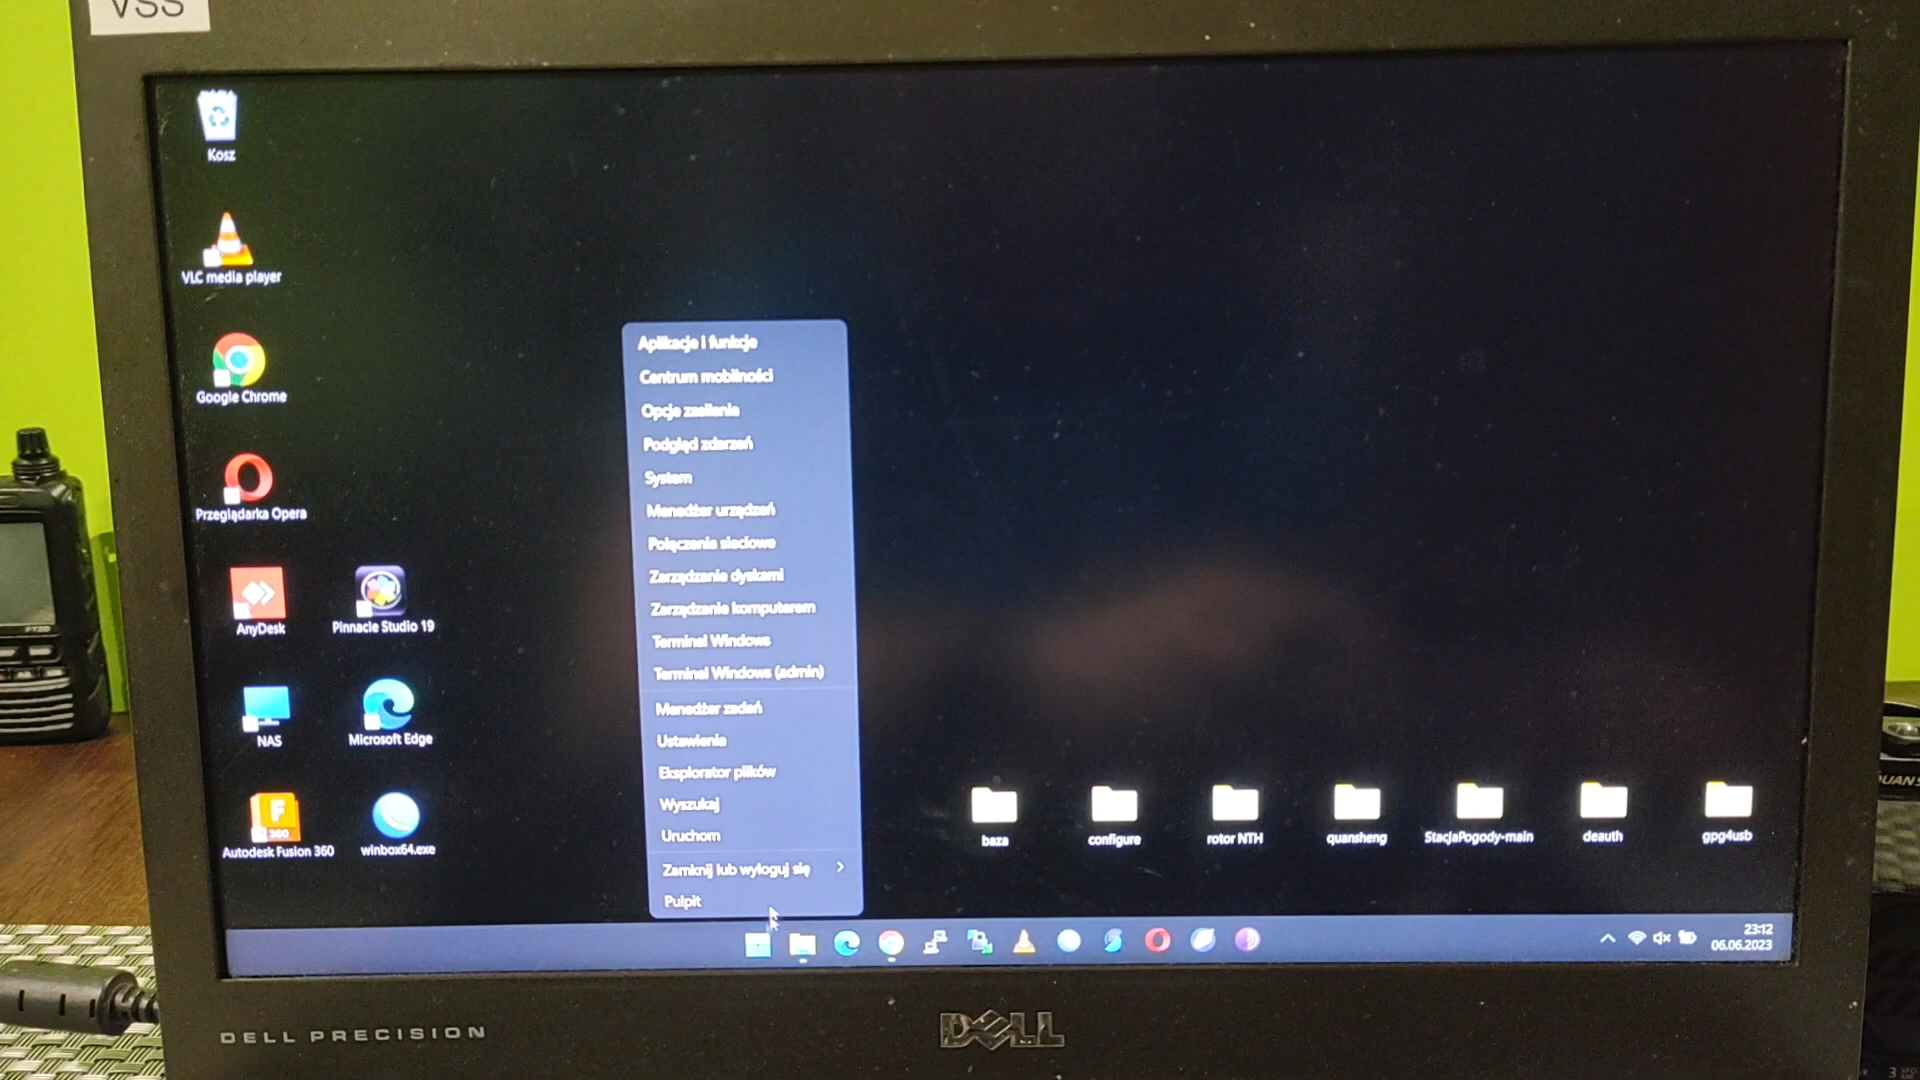 VSS
Kosz
VLC media player
Google Chrome
Przeglądarka Opera
AnyDesk
Pinnacle Studio 19
NAS
Microsoft Edge
360
Autodesk Fusion 360
winbox64.exe
Aplikacje i funkcje
Centrum mobilności
Opcje zasilania
Podgląd zdarzeń
System
Menedżer urządzeń
Połączenia sieciowe
Zarządzanie dyskami
Zarządzanie komputerem
Terminal Windows
Terminal Windows (admin)
Menedżer zadań
Ustawienia
Eksplorator plików
Wyszukaj
Uruchom
Zamknij lub wyloguj się
Pulpit
baza
configure
rotor NTH
quansheng
StacjaPogody-main
deauth
gpg4usb
23:12
06.06.2023
DELL PRECISION
DELL